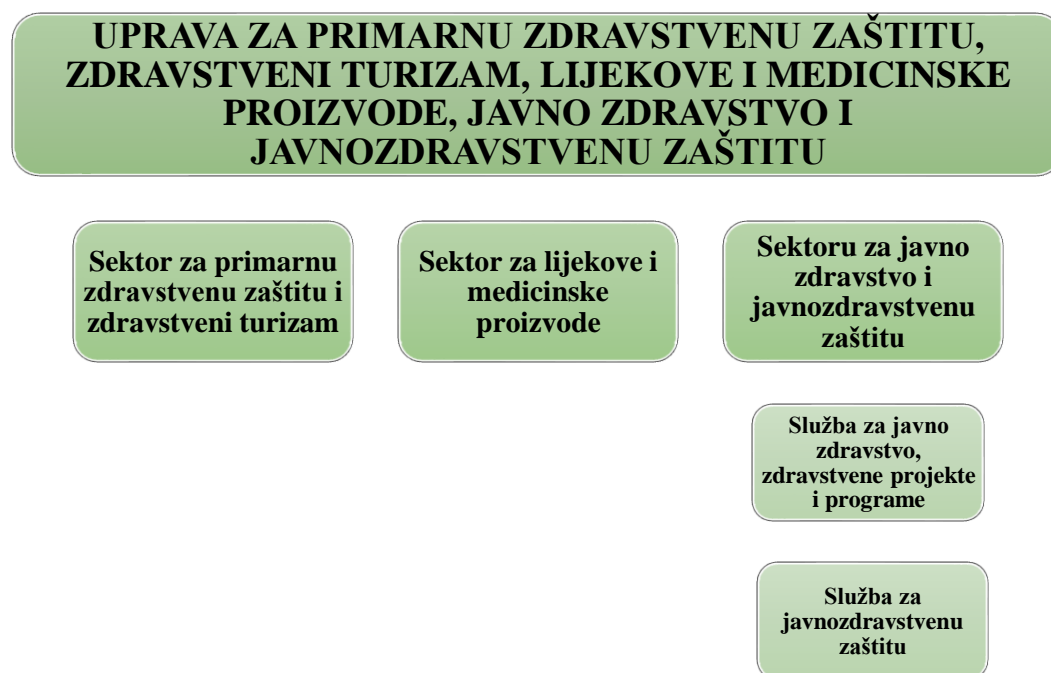 UPRAVA ZA PRIMARNU ZDRAVSTVENU ZAŠTITU,
ZDRAVSTVENI TURIZAM, LIJEKOVE I MEDICINSKE
PROIZVODE, JAVNO ZDRAVSTVO I
JAVNOZDRAVSTVENU ZAŠTITU
Sektor za primarnu
zdravstvenu zaštitu i
zdravstveni turizam
Sektor za lijekove i
medicinske
proizvode
Sektoru za javno
zdravstvo i
javnozdravstvenu
zaštitu
Služba za javno
zdravstvo,
zdravstvene projekte
i programe
Služba za
javnozdravstvenu
zaštitu